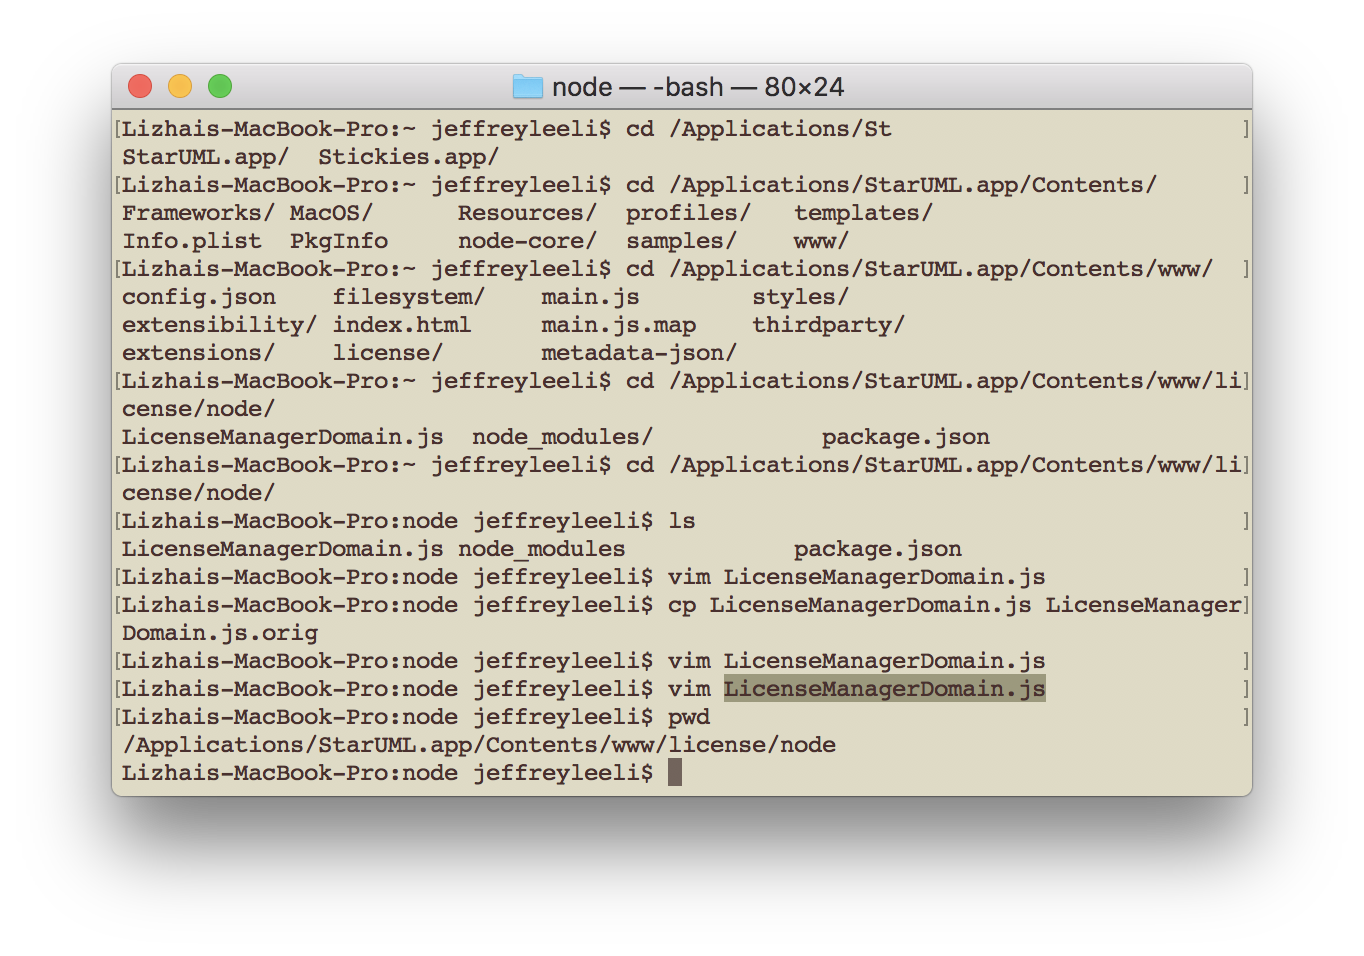 node — -bash — 80×24
[Lizhais-MacBook-Pro:~ jeffreyleeli$ cd /Applications/St ]
StarUML.app/  Stickies.app/
[Lizhais-MacBook-Pro:~ jeffreyleeli$ cd /Applications/StarUML.app/Contents/ ]
Frameworks/ MacOS/      Resources/  profiles/   templates/
Info.plist  PkgInfo     node-core/  samples/    www/
[Lizhais-MacBook-Pro:~ jeffreyleeli$ cd /Applications/StarUML.app/Contents/www/ ]
config.json    filesystem/    main.js        styles/
extensibility/ index.html     main.js.map    thirdparty/
extensions/    license/       metadata-json/
[Lizhais-MacBook-Pro:~ jeffreyleeli$ cd /Applications/StarUML.app/Contents/www/li]
cense/node/
LicenseManagerDomain.js  node_modules/            package.json
[Lizhais-MacBook-Pro:~ jeffreyleeli$ cd /Applications/StarUML.app/Contents/www/li]
cense/node/
[Lizhais-MacBook-Pro:node jeffreyleeli$ ls ]
LicenseManagerDomain.js node_modules            package.json
[Lizhais-MacBook-Pro:node jeffreyleeli$ vim LicenseManagerDomain.js ]
[Lizhais-MacBook-Pro:node jeffreyleeli$ cp LicenseManagerDomain.js LicenseManager]
Domain.js.orig
[Lizhais-MacBook-Pro:node jeffreyleeli$ vim LicenseManagerDomain.js ]
[Lizhais-MacBook-Pro:node jeffreyleeli$ vim LicenseManagerDomain.js ]
[Lizhais-MacBook-Pro:node jeffreyleeli$ pwd ]
/Applications/StarUML.app/Contents/www/license/node
Lizhais-MacBook-Pro:node jeffreyleeli$